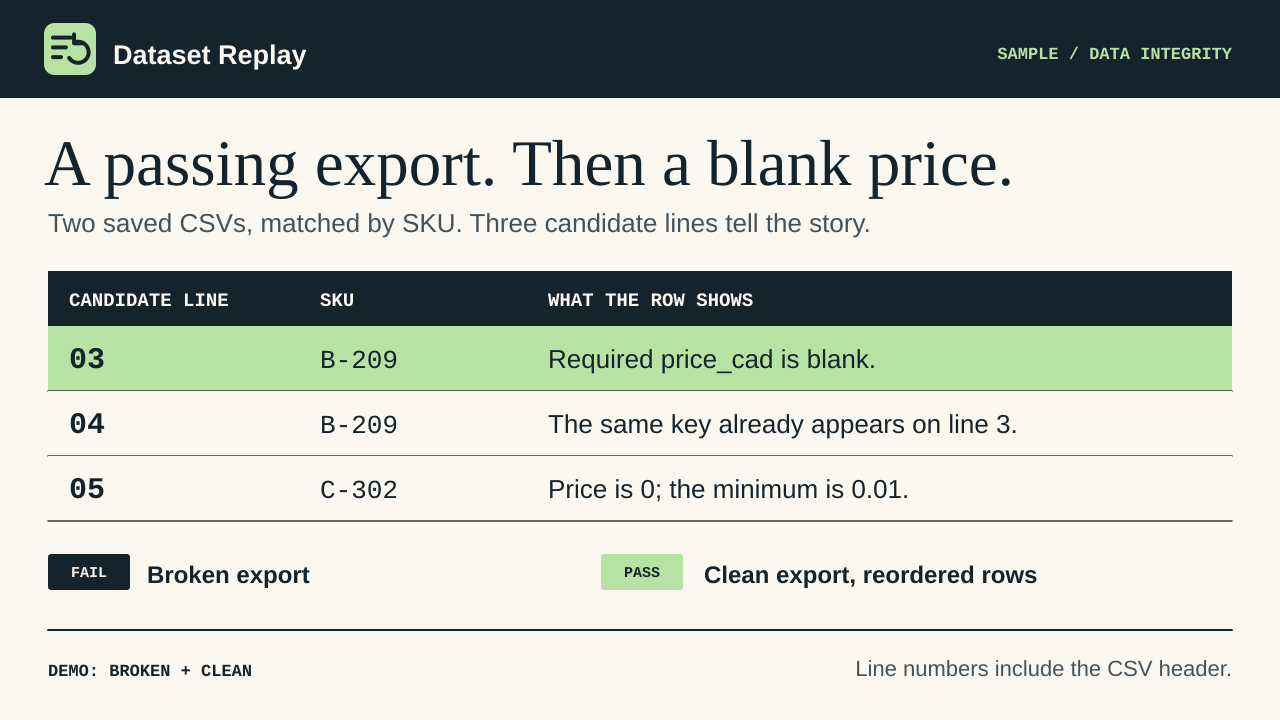 Dataset Replay
SAMPLE / DATA INTEGRITY
A passing export. Then a blank price.
Two saved CSVs, matched by SKU. Three candidate lines tell the story.
CANDIDATE LINE SKU WHAT THE ROW SHOWS
03 B-209 Required price_cad is blank.
04 B-209 The same key already appears on line 3.
05 C-302 Price is 0; the minimum is 0.01.
FAIL Broken export PASS Clean export, reordered rows
DEMO: BROKEN + CLEAN Line numbers include the CSV header.